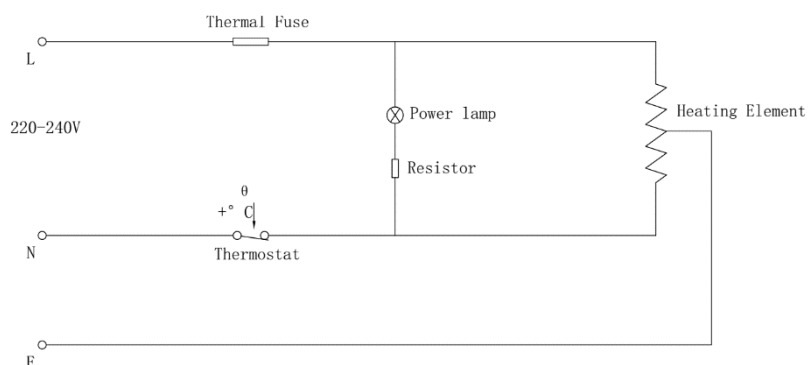 Thermal Fuse
L
Power lamp
Heating Element
220-240V
Resistor
θ
+° C
N
Thermostat
E